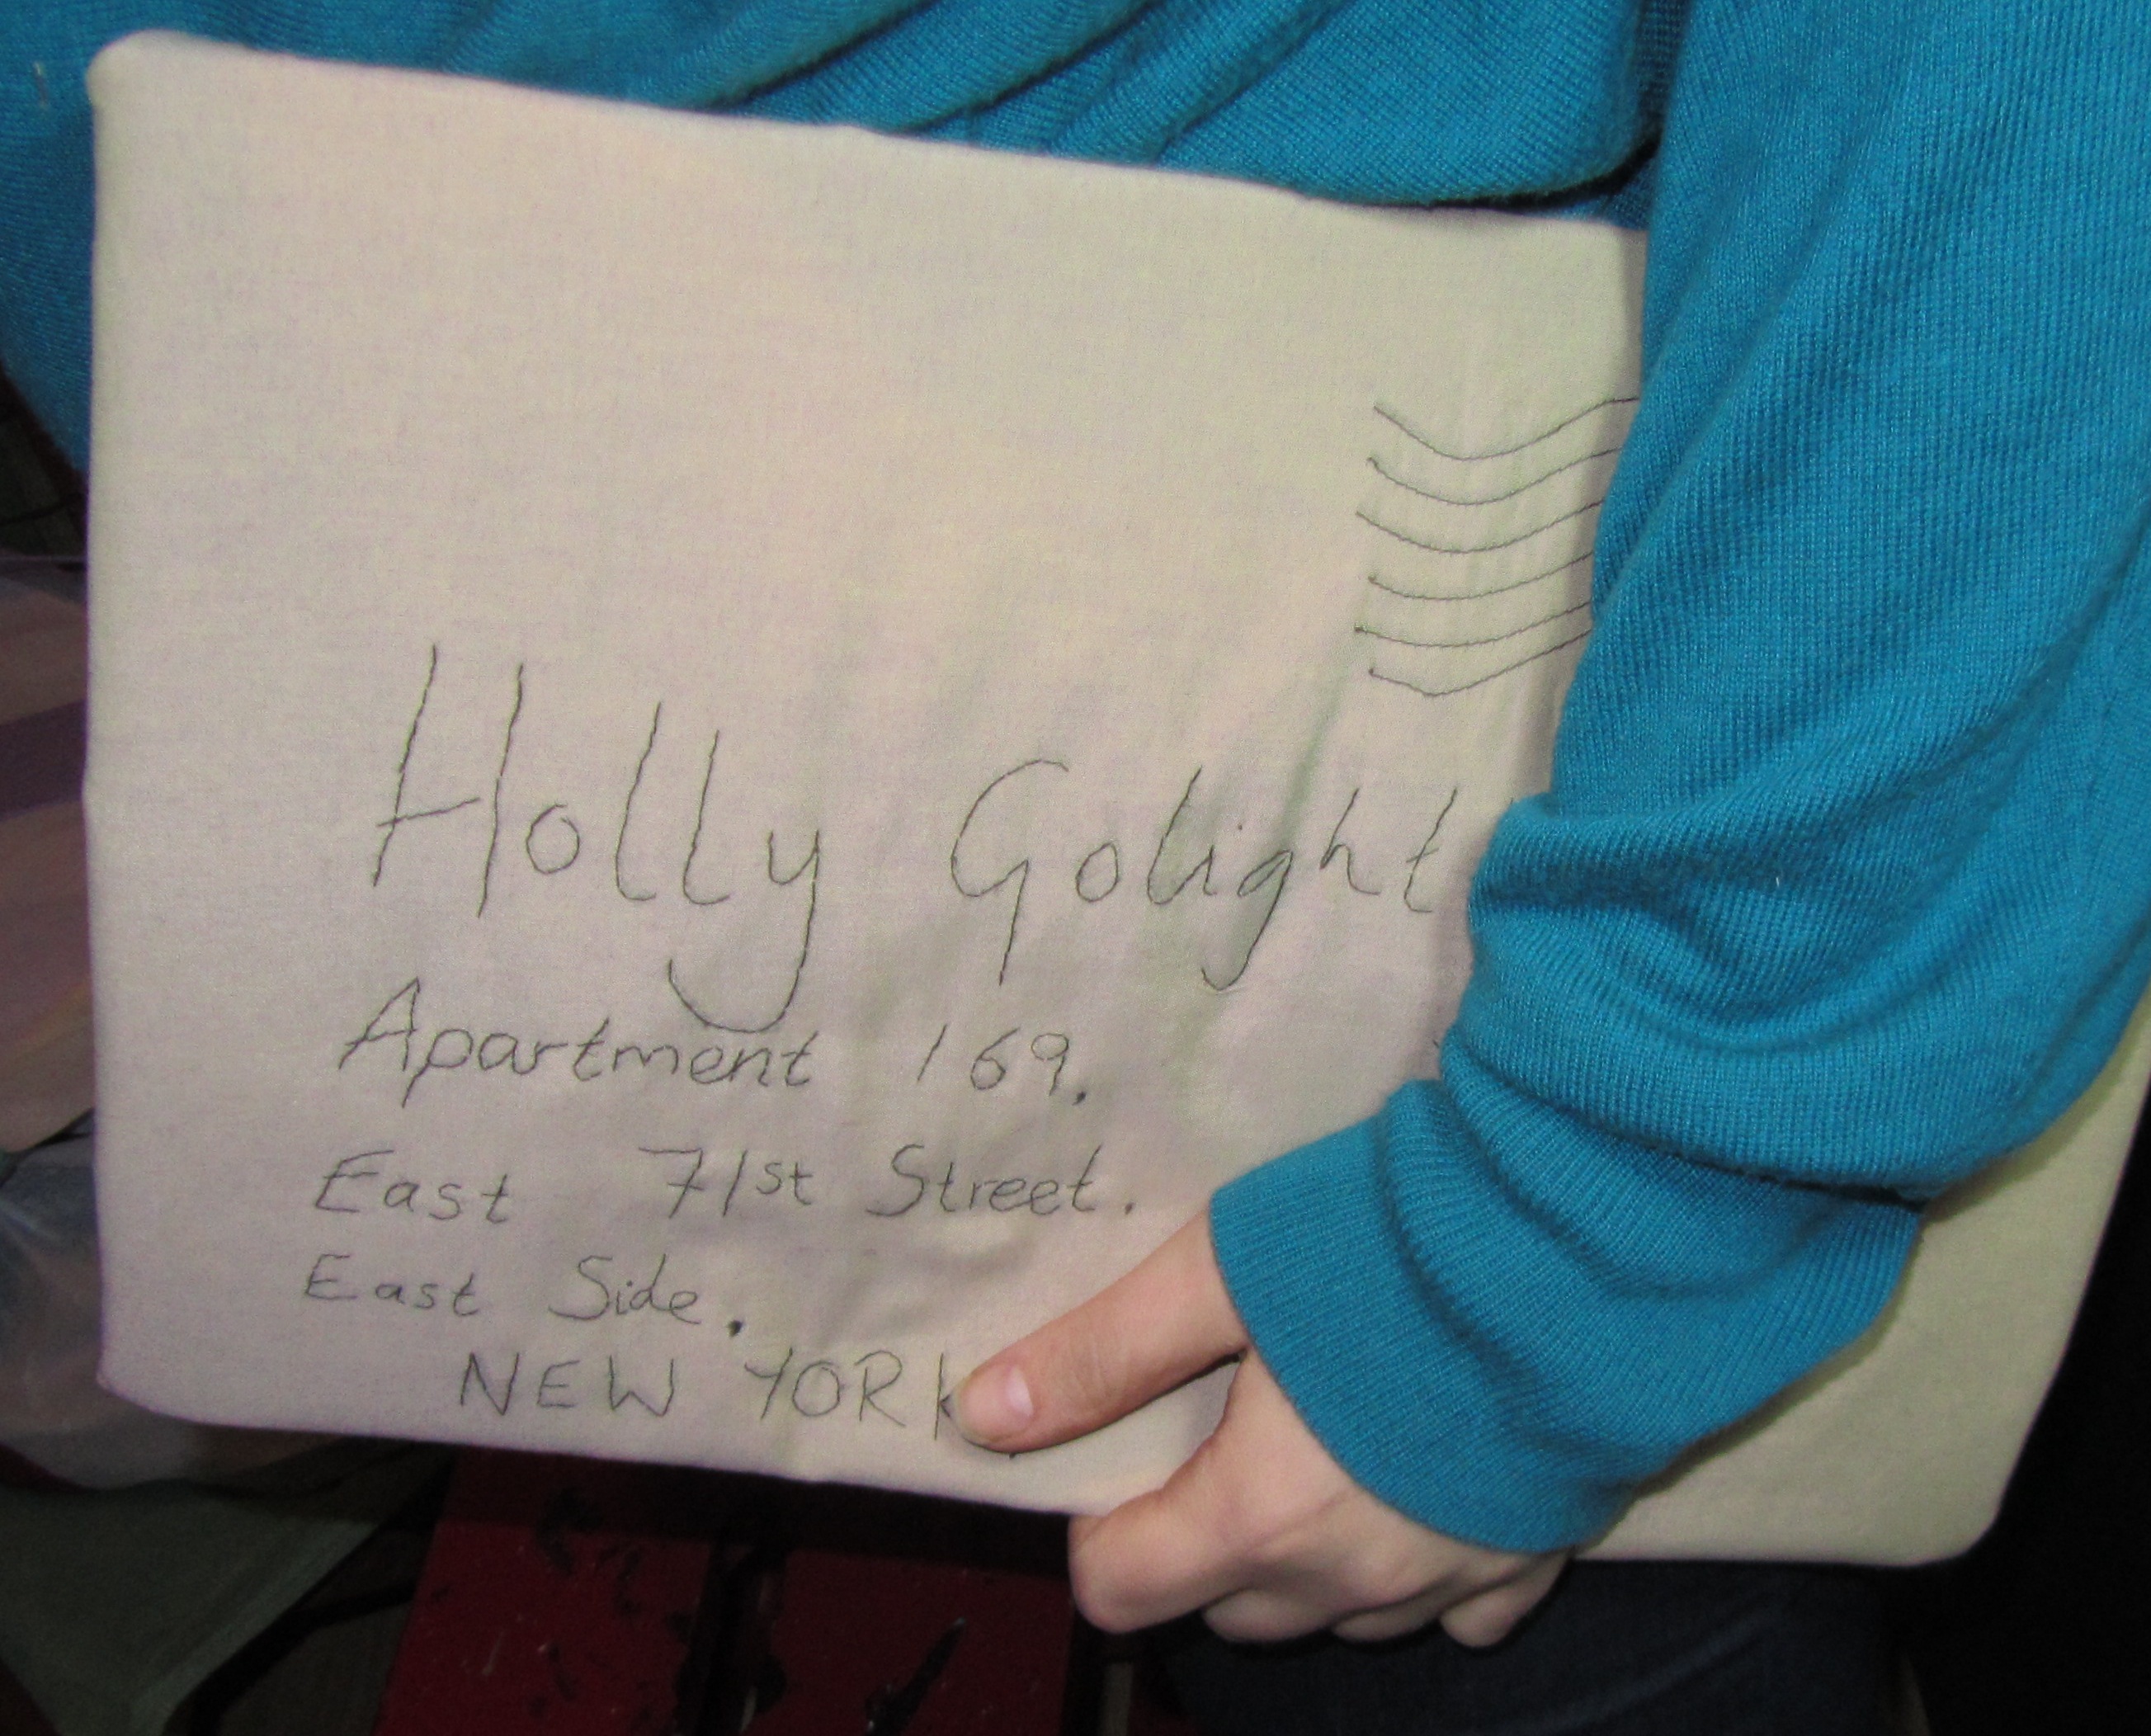 Holly Golight
Apartment 169.
East 71st Street.
East Side.
NEW YORK